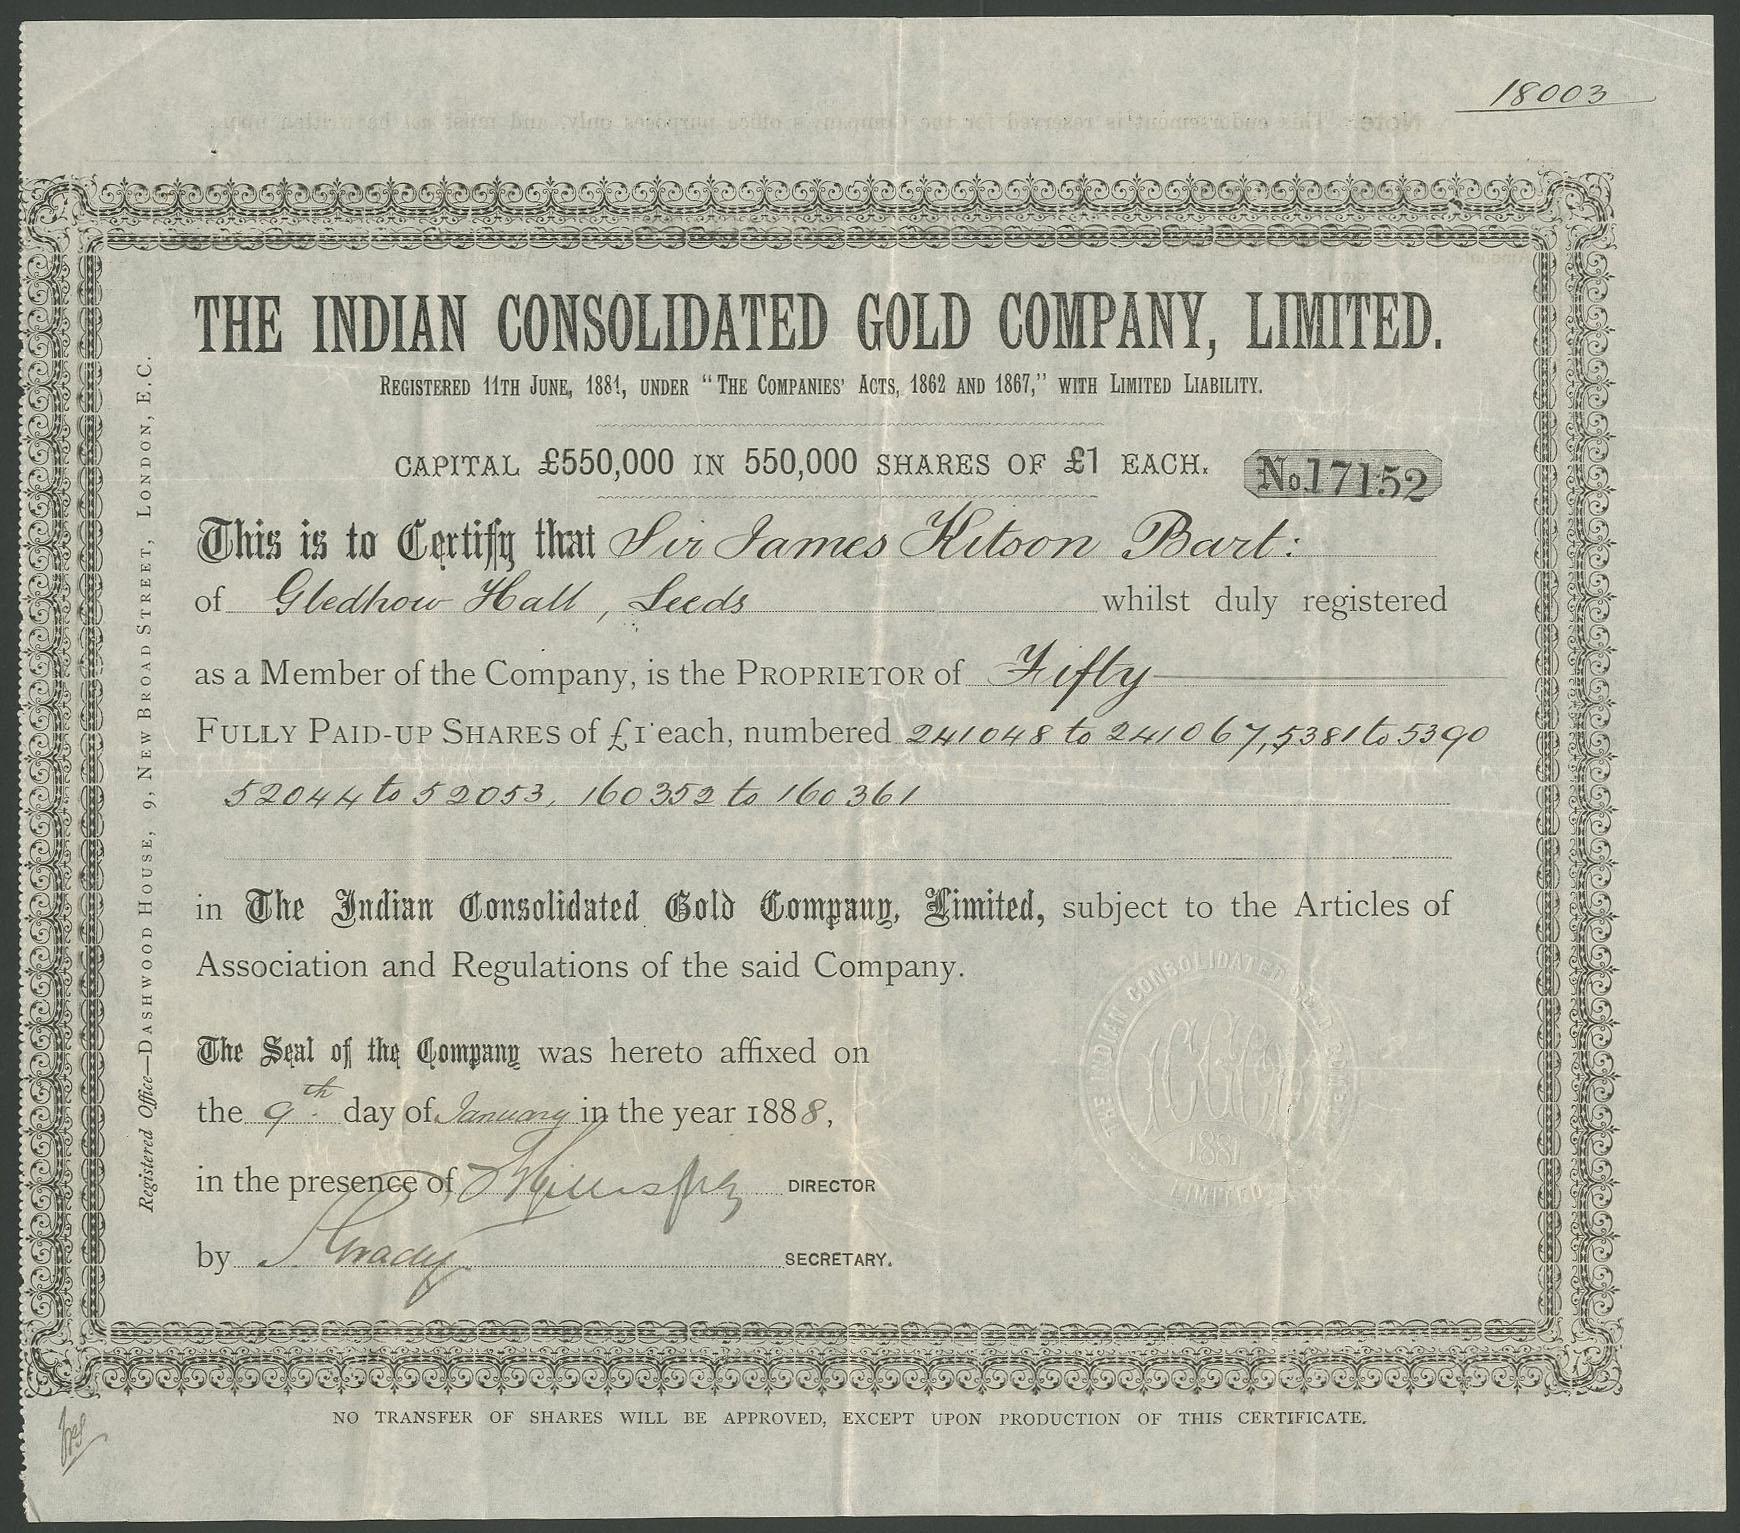 18003
THE INDIAN CONSOLIDATED GOLD COMPANY, LIMITED.
REGISTERED 11TH JUNE, 1881, UNDER "THE COMPANIES' ACTS, 1862 AND 1867," WITH LIMITED LIABILITY.
CAPITAL £550,000 IN 550,000 SHARES OF £1 EACH.
No. 17152
This is to Certify that Sir James Kitson Bart:
of Gledhow Hall, Leeds whilst duly registered
as a Member of the Company, is the PROPRIETOR of Fifty
FULLY PAID-UP SHARES of £1 each, numbered 241048 to 241067, 5381 to 5390
52044 to 52053, 160352 to 160361
in The Indian Consolidated Gold Company, Limited, subject to the Articles of
Association and Regulations of the said Company.
The Seal of the Company was hereto affixed on
the 9th day of January in the year 1888,
in the presence of DIRECTOR
by Grady SECRETARY.
THE INDIAN CONSOLIDATED
1881
LIMITED
Registered Office—DASHWOOD HOUSE, 9, NEW BROAD STREET, LONDON, E.C.
NO TRANSFER OF SHARES WILL BE APPROVED, EXCEPT UPON PRODUCTION OF THIS CERTIFICATE.